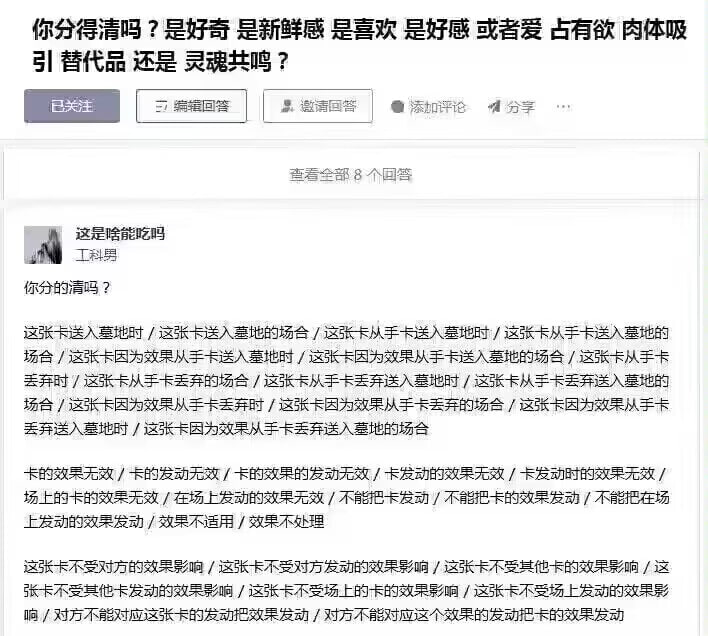 你分得清吗？是好奇 是新鲜感 是喜欢 是好感 或者爱 占有欲 肉体吸
引 替代品 还是 灵魂共鸣？
已关注 编辑回答 邀请回答 添加评论 分享 ···
查看全部 8 个回答
这是啥能吃吗
工科男
你分的清吗？
这张卡送入墓地时 / 这张卡送入墓地的场合 / 这张卡从手卡送入墓地时 / 这张卡从手卡送入墓地的
场合 / 这张卡因为效果从手卡送入墓地时 / 这张卡因为效果从手卡送入墓地的场合 / 这张卡从手卡
丢弃时 / 这张卡从手卡丢弃的场合 / 这张卡从手卡丢弃送入墓地时 / 这张卡从手卡丢弃送入墓地的
场合 / 这张卡因为效果从手卡丢弃时 / 这张卡因为效果从手卡丢弃的场合 / 这张卡因为效果从手卡
丢弃送入墓地时 / 这张卡因为效果从手卡丢弃送入墓地的场合
卡的效果无效 / 卡的发动无效 / 卡的效果的发动无效 / 卡发动的效果无效 / 卡发动时的效果无效 /
场上的卡的效果无效 / 在场上发动的效果无效 / 不能把卡发动 / 不能把卡的效果发动 / 不能把在场
上发动的效果发动 / 效果不适用 / 效果不处理
这张卡不受对方的效果影响 / 这张卡不受对方发动的效果影响 / 这张卡不受其他卡的效果影响 / 这
张卡不受其他卡发动的效果影响 / 这张卡不受场上的卡的效果影响 / 这张卡不受场上发动的效果影
响 / 对方不能对应这张卡的发动把效果发动 / 对方不能对应这个效果的发动把卡的效果发动